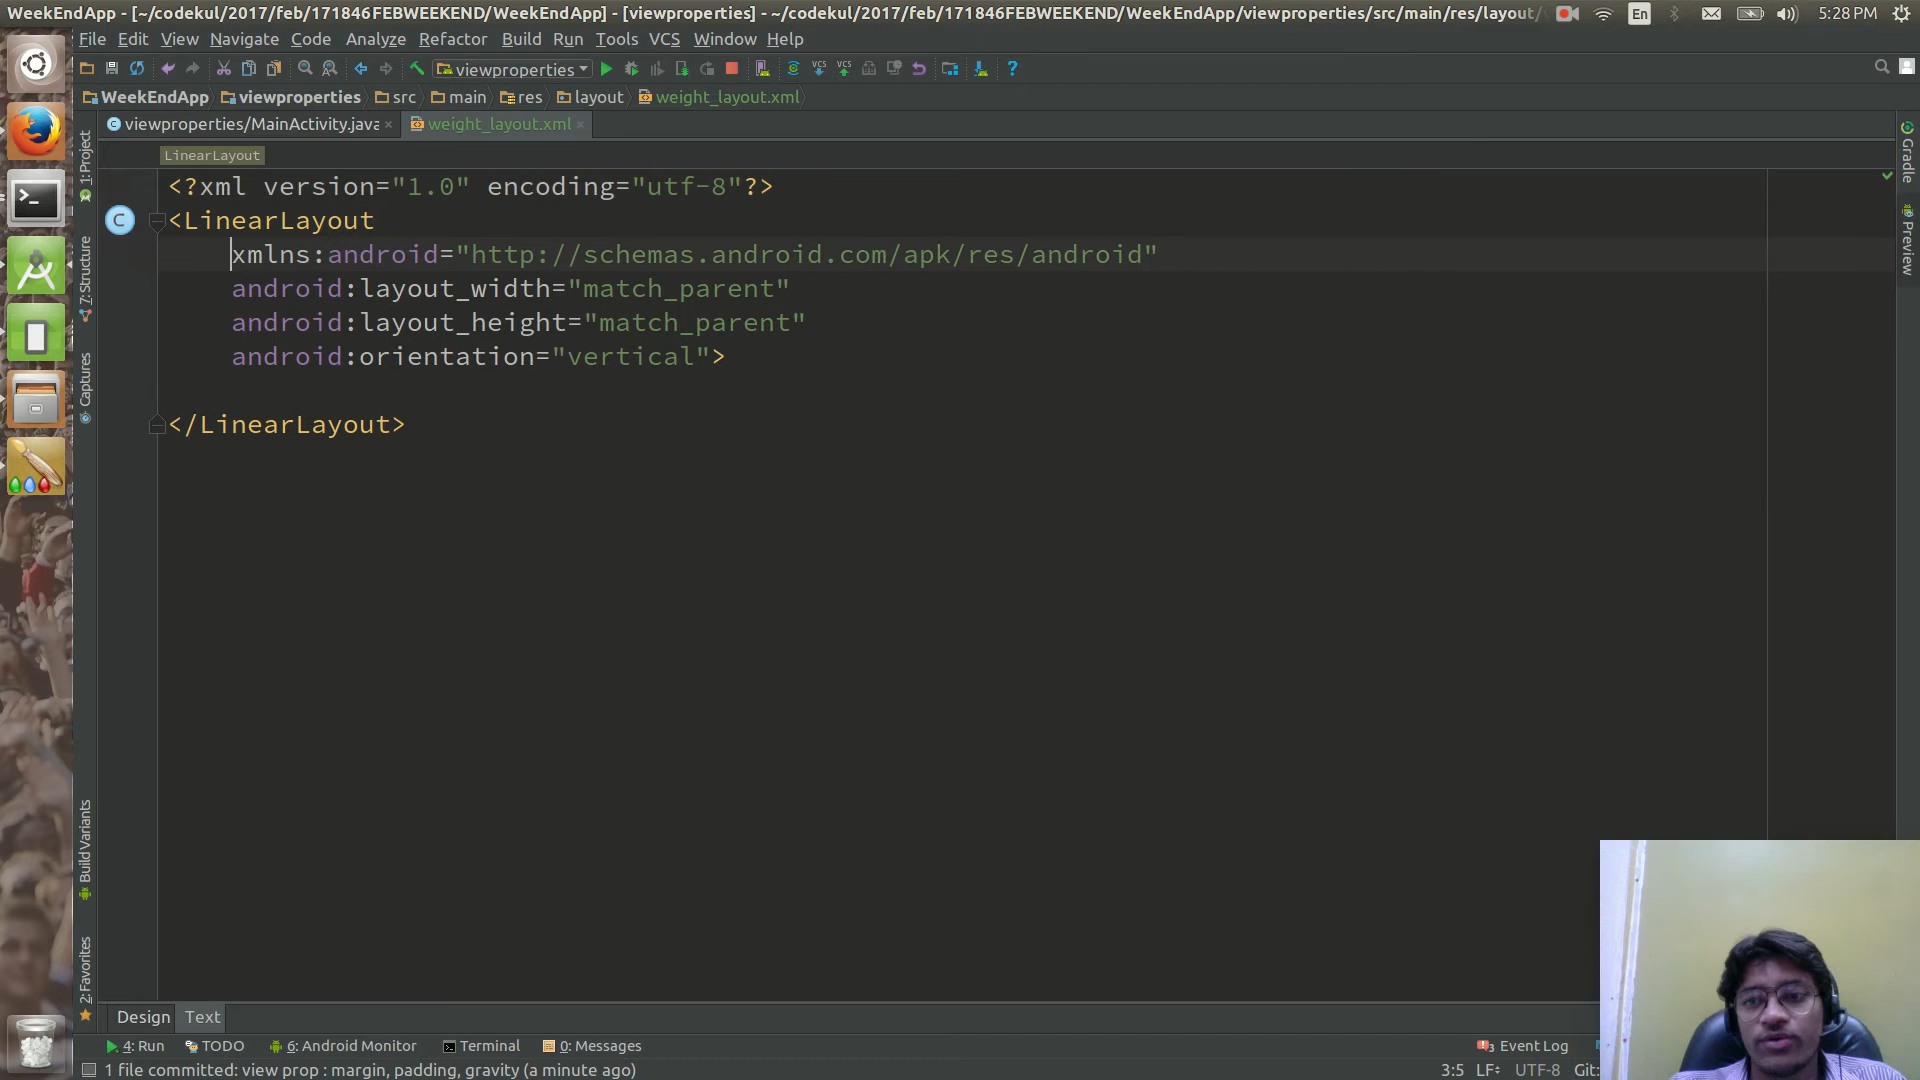 WeekEndApp - [~/codekul/2017/feb/171846FEBWEEKEND/WeekEndApp] - [viewproperties] - ~/codekul/2017/feb/171846FEBWEEKEND/WeekEndApp/viewproperties/src/main/res/layout/
En
5:28 PM
File Edit View Navigate Code Analyze Refactor Build Run Tools VCS Window Help
viewproperties
VCS VCS
?
WeekEndApp viewproperties src main res layout weight_layout.xml
C viewproperties/MainActivity.java × weight_layout.xml ×
LinearLayout
<?xml version="1.0" encoding="utf-8"?>
C <LinearLayout
xmlns:android="http://schemas.android.com/apk/res/android"
android:layout_width="match_parent"
android:layout_height="match_parent"
android:orientation="vertical">
</LinearLayout>
1: Project
7: Structure
Captures
Build Variants
2: Favorites
Gradle
Preview
Design Text
4: Run TODO 6: Android Monitor Terminal 0: Messages
3 Event Log
1 file committed: view prop : margin, padding, gravity (a minute ago)
3:5 LF÷ UTF-8 Git: